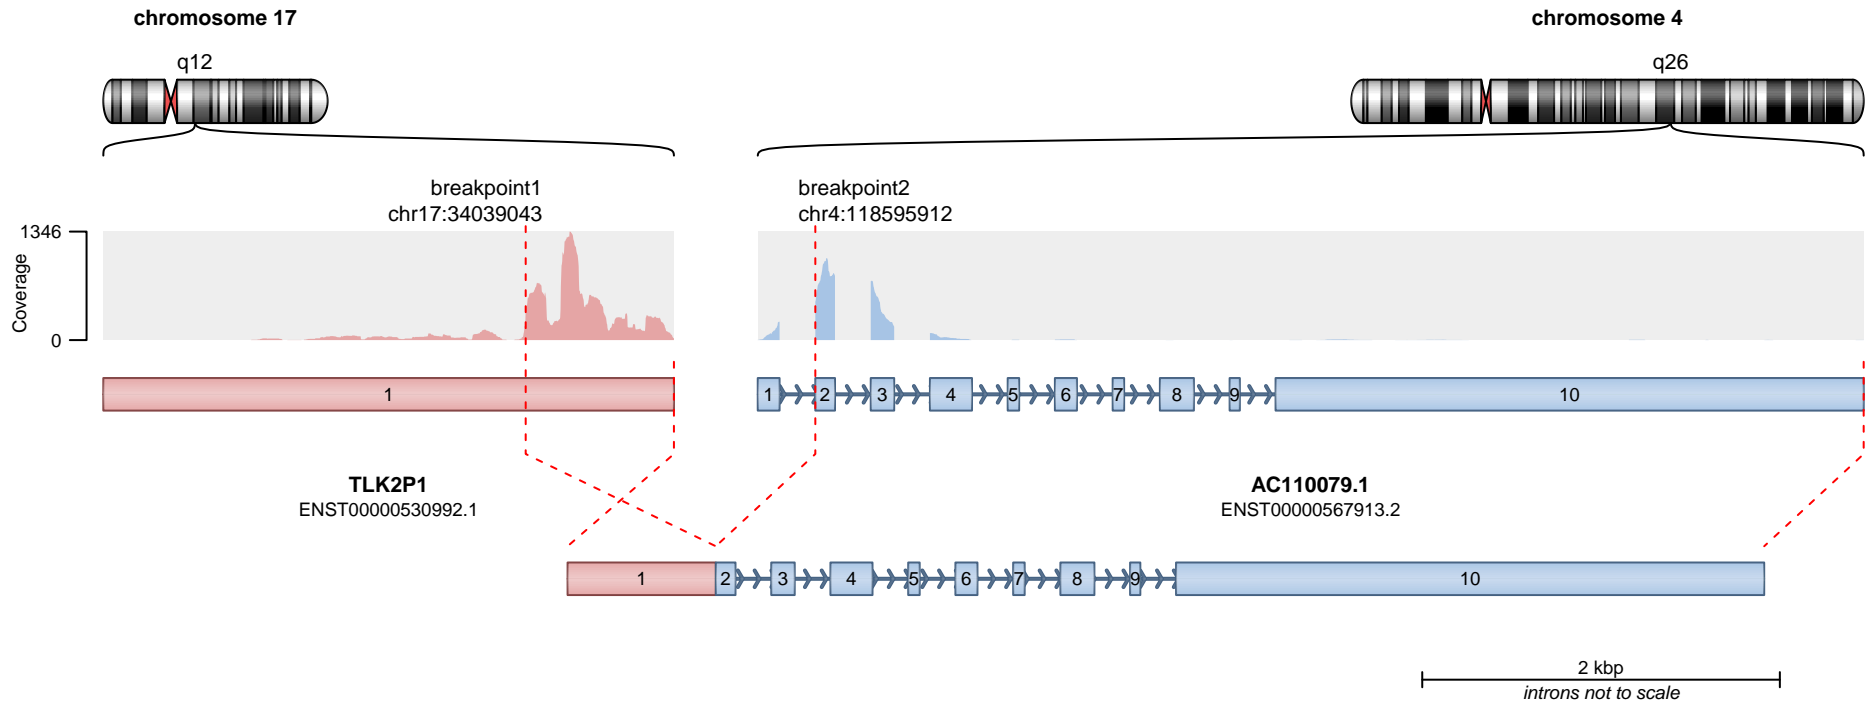 chromosome 17
chromosome 4
q12
q26
breakpoint1
chr17:34039043
breakpoint2
chr4:118595912
1346
Coverage
0
1
1 2 3 4 5 6 7 8 9 10
TLK2P1
ENST00000530992.1
AC110079.1
ENST00000567913.2
1 2 3 4 5 6 7 8 9 10
2 kbp
introns not to scale